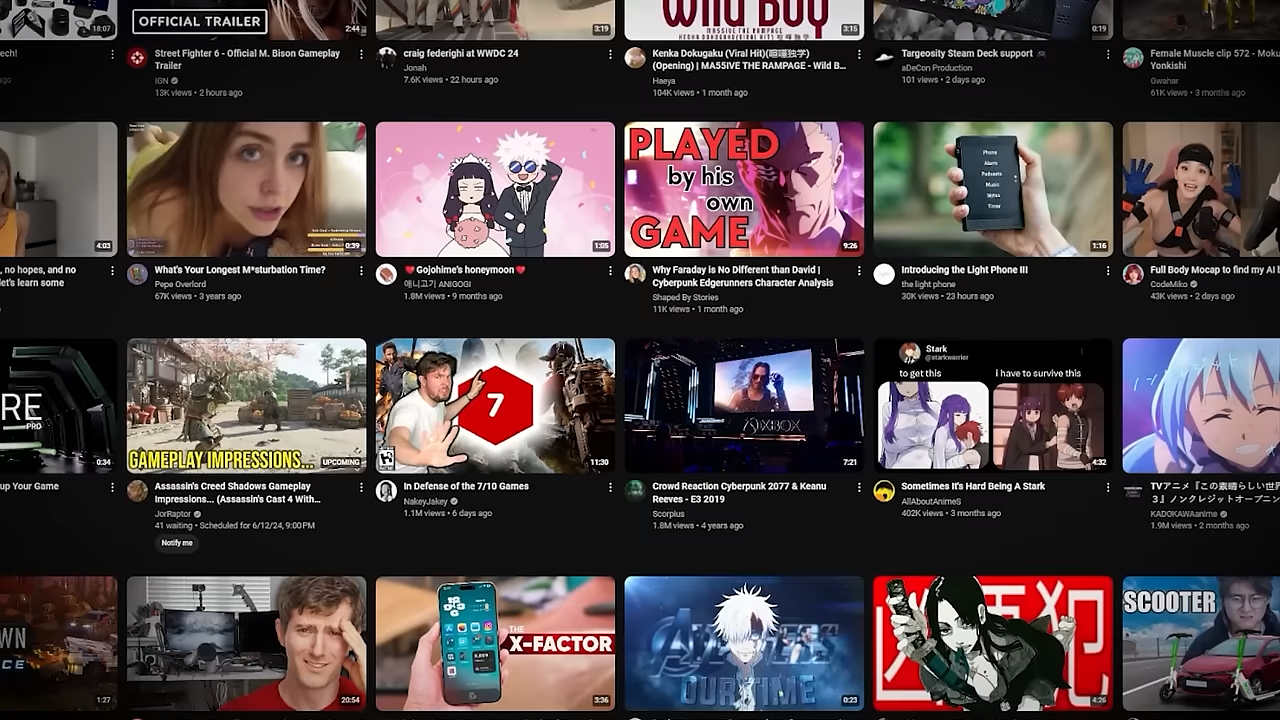 OFFICIAL TRAILER
18:07
2:44
3:19
WILD BOY
MASSIVE THE RAMPAGE
3:15
0:19
ech!
Street Fighter 6 - Official M. Bison Gameplay
Trailer
IGN
13K views • 2 hours ago
craig federighi at WWDC 24
Jonah
7.6K views • 22 hours ago
Kenka Dokugaku (Viral Hit)(喧嘩独学)
(Opening) | MA55IVE THE RAMPAGE - Wild B...
Haeya
104K views • 1 month ago
Targeosity Steam Deck support
aDeCon Production
101 views • 2 days ago
Female Muscle clip 572 - Moku
Yonkishi
Gwahar
61K views • 3 months ago
4:03
0:39
1:05
PLAYED
by his
own
GAME
9:26
Phone
Alarm
Podcasts
Music
Notes
Timer
1:16
, no hopes, and no
let's learn some
What's Your Longest M*sturbation Time?
Pepe Overlord
67K views • 3 years ago
Gojohime's honeymoon
애니고기 ANIGOGI
1.8M views • 9 months ago
Why Faraday is No Different than David |
Cyberpunk Edgerunners Character Analysis
Shaped By Stories
11K views • 1 month ago
Introducing the Light Phone III
the light phone
30K views • 23 hours ago
Full Body Mocap to find my AI b
CodeMiko
43K views • 2 days ago
RE
PRO
0:34
GAMEPLAY IMPRESSIONS...
UPCOMING
7
11:30
XBOX
7:21
Stark
@starkwarrior
to get this
i have to survive this
4:32
up Your Game
Assassin's Creed Shadows Gameplay
Impressions... (Assassin's Cast 4 With...
JorRaptor
41 waiting • Scheduled for 6/12/24, 9:00 PM
Notify me
In Defense of the 7/10 Games
NakeyJakey
1.1M views • 6 days ago
Crowd Reaction Cyberpunk 2077 & Keanu
Reeves - E3 2019
Scorpius
1.8M views • 4 years ago
Sometimes It's Hard Being A Stark
AllAboutAnimeS
402K views • 3 months ago
TVアニメ『この素晴らしい世界
3』ノンクレジットオープニン
KADOKAWAanime
1.9M views • 2 months ago
WN
CE
1:27
20:54
THE
X-FACTOR
3:36
OUR TIME
0:23
4:26
SCOOTER